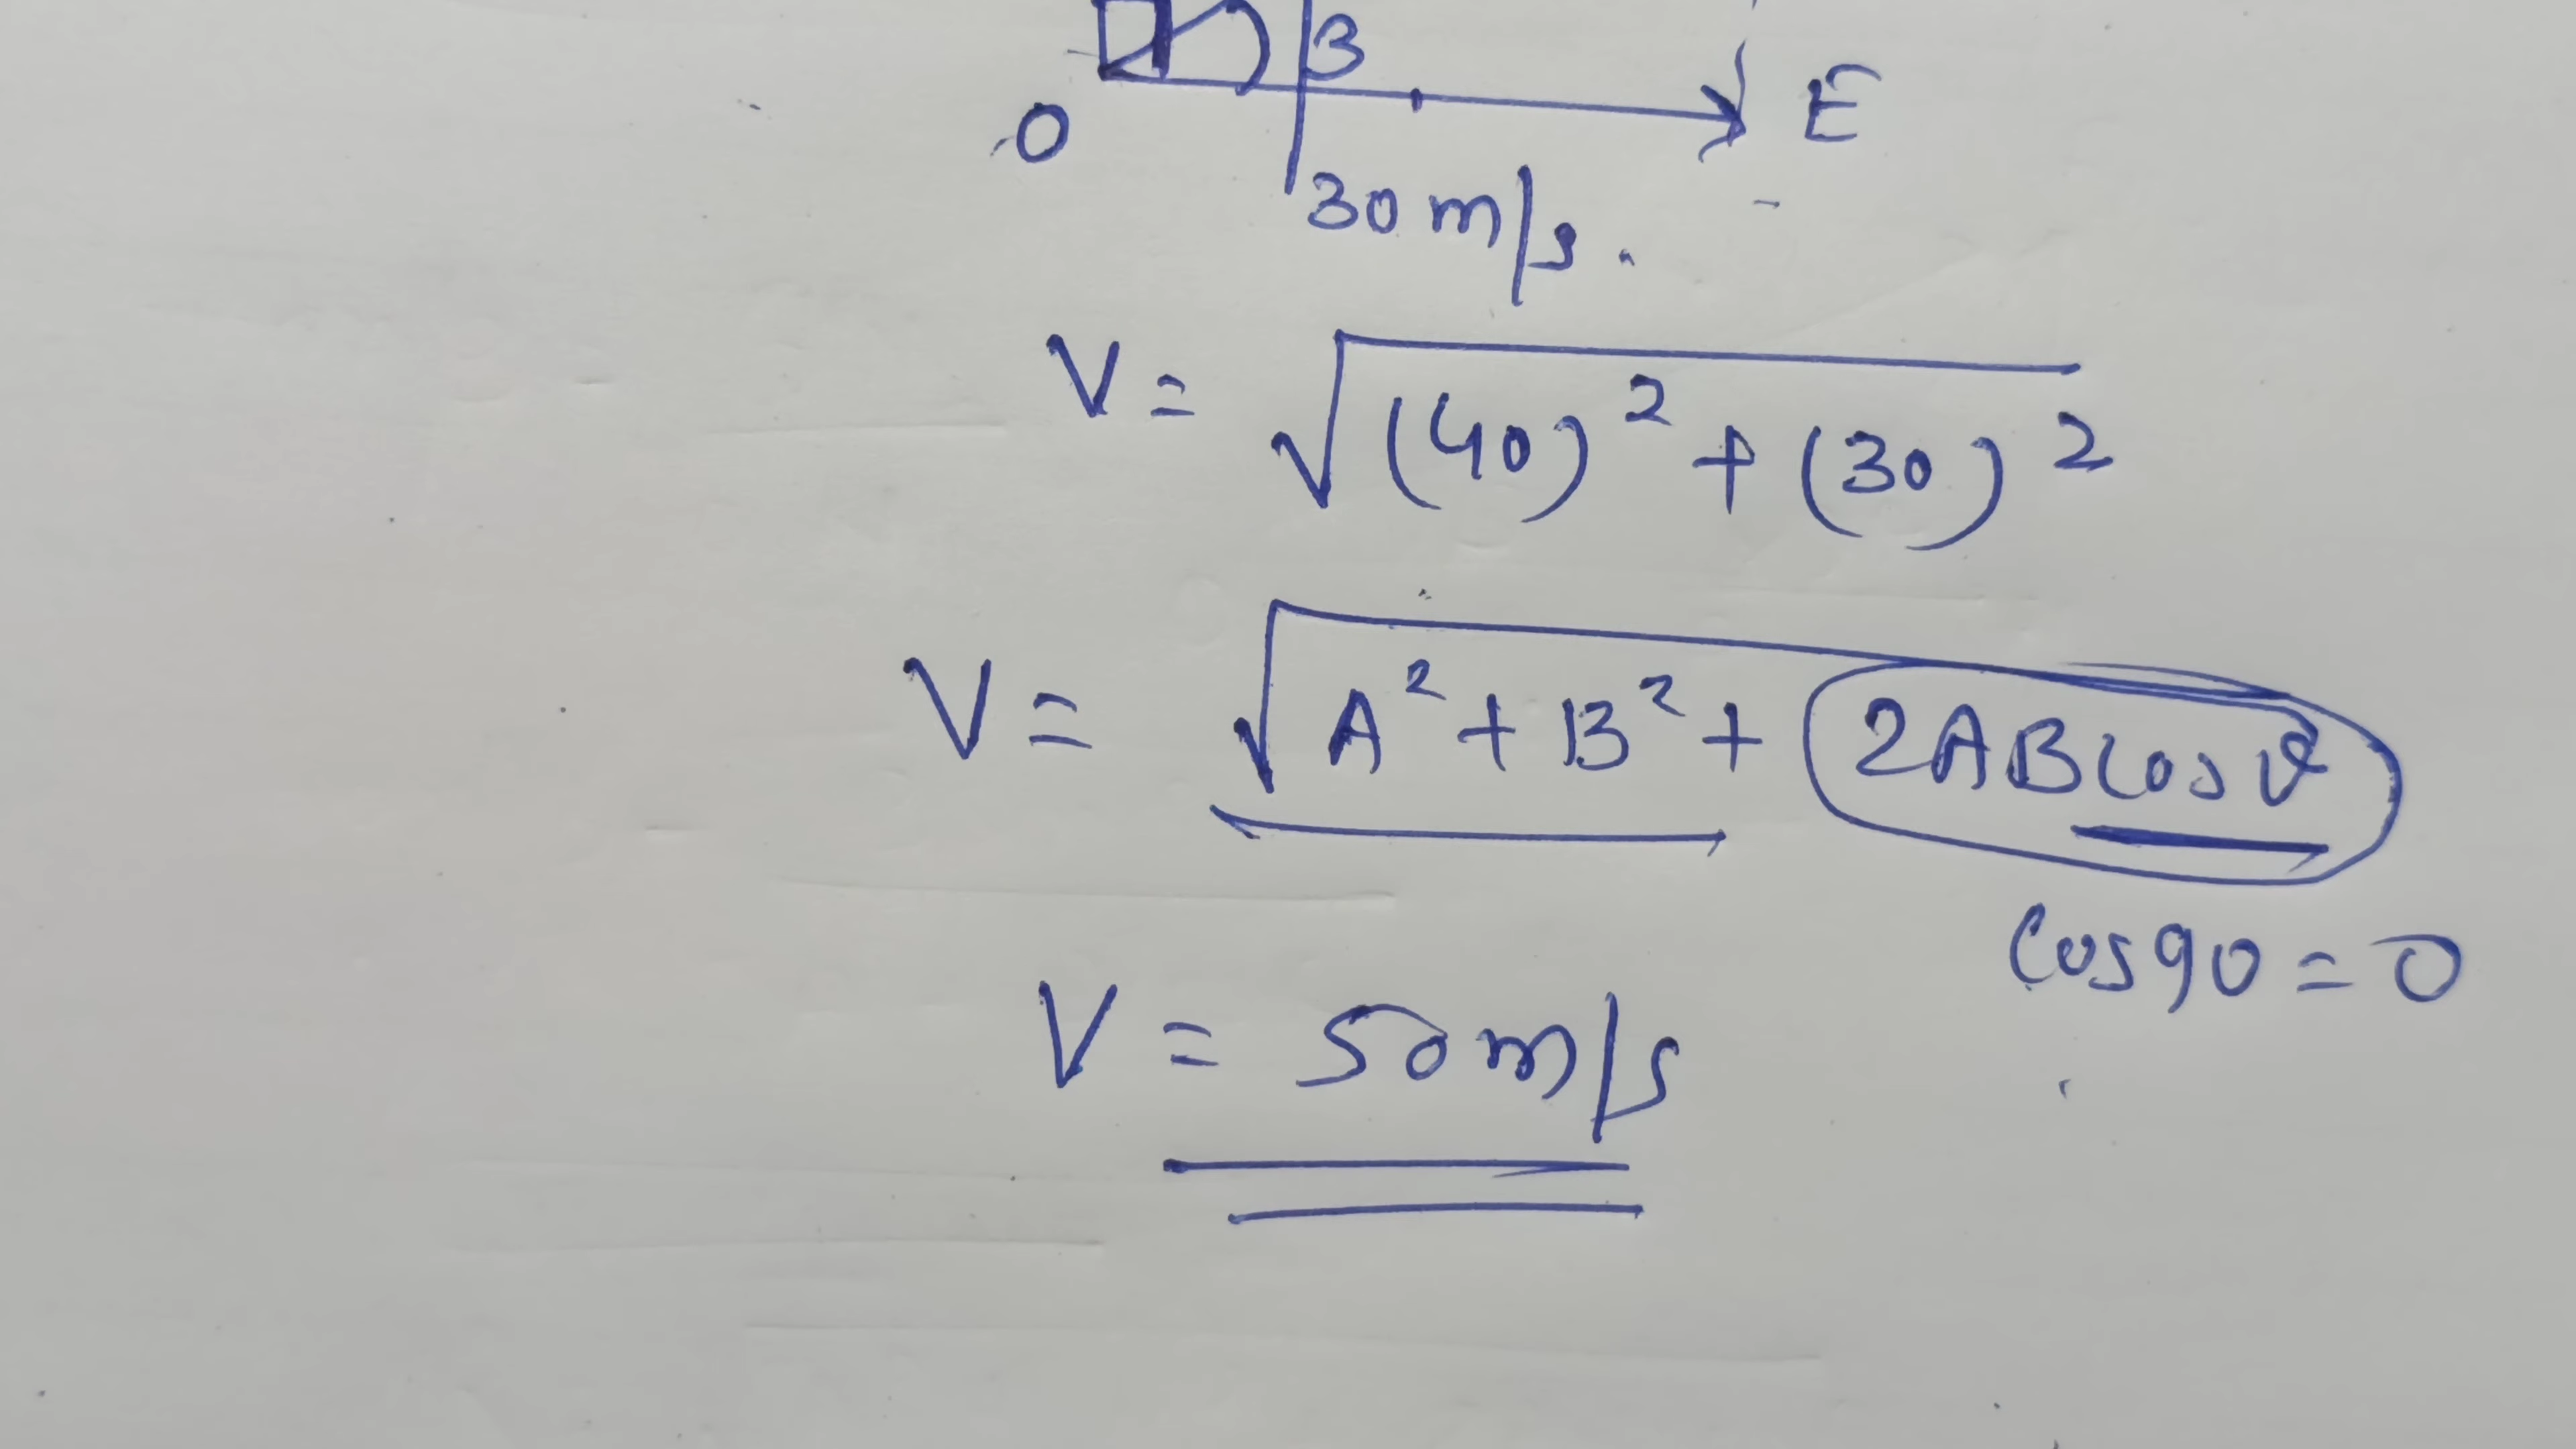 β
O E
30 m/s.
V = √(40)² + (30)²
V = √A² + B² + 2ABCosθ
Cos90 = 0
V = 50 m/s